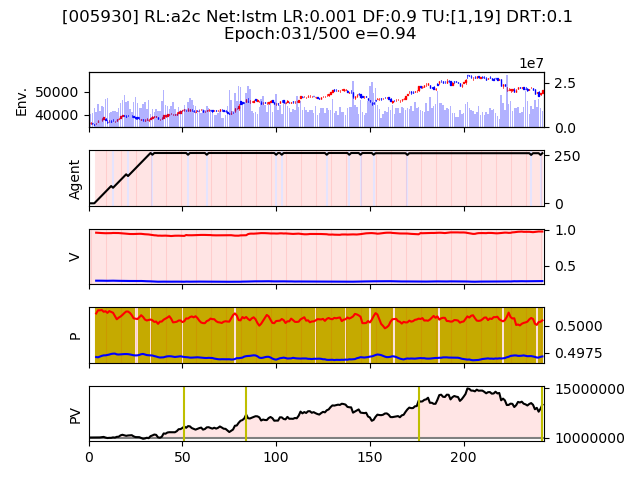 [005930] RL:a2c Net:lstm LR:0.001 DF:0.9 TU:[1,19] DRT:0.1
Epoch:031/500 e=0.94
1e7
Env.
50000
40000
2.5
0.0
Agent
250
0
V
1.0
0.5
P
0.5000
0.4975
PV
15000000
10000000
0 50 100 150 200